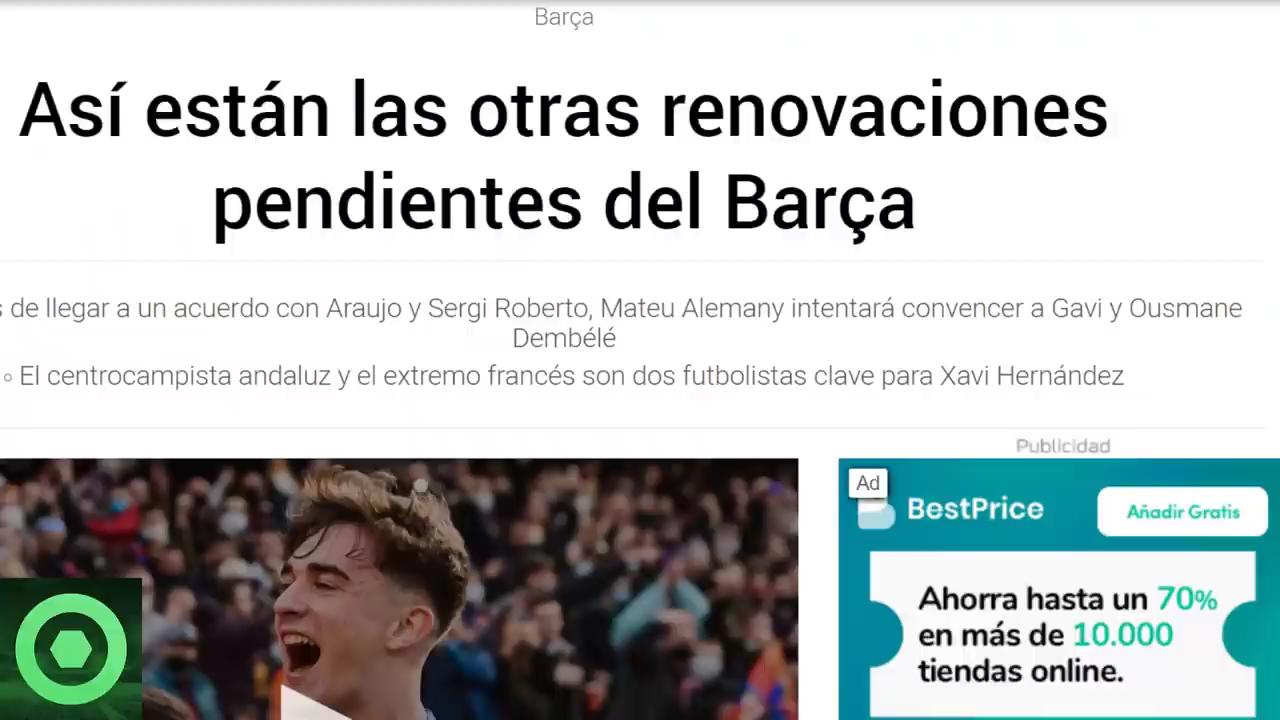 Barça
Así están las otras renovaciones
pendientes del Barça
de llegar a un acuerdo con Araujo y Sergi Roberto, Mateu Alemany intentará convencer a Gavi y Ousmane
Dembélé
El centrocampista andaluz y el extremo francés son dos futbolistas clave para Xavi Hernández
Publicidad
Ad
BestPrice
Añadir Gratis
Ahorra hasta un 70%
en más de 10.000
tiendas online.